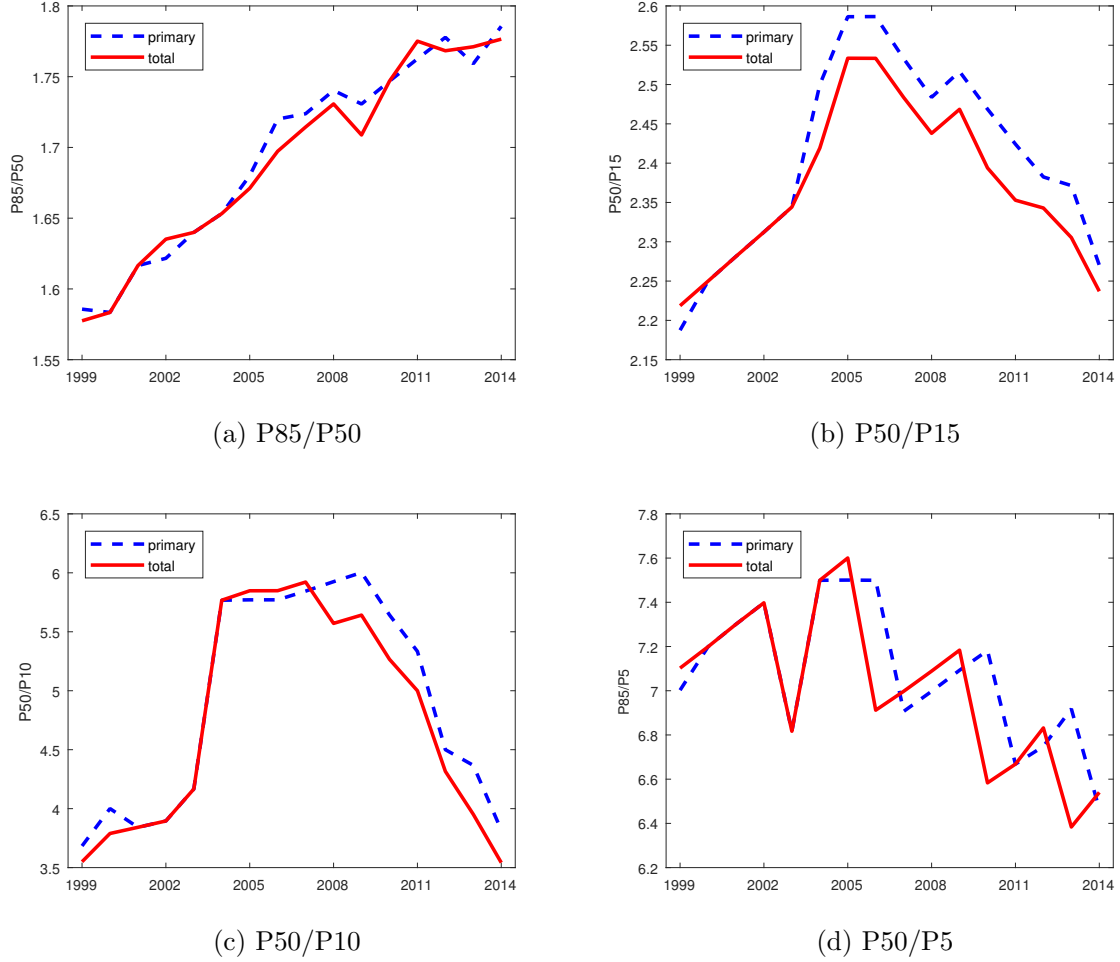 1.8
1.75
1.7
1.65
1.6
1.55
P85/P50
primary
total
1999 2002 2005 2008 2011 2014
(a) P85/P50
2.6
2.55
2.5
2.45
2.4
2.35
2.3
2.25
2.2
2.15
P50/P15
primary
total
1999 2002 2005 2008 2011 2014
(b) P50/P15
6.5
6
5.5
5
4.5
4
3.5
P50/P10
primary
total
1999 2002 2005 2008 2011 2014
(c) P50/P10
7.8
7.6
7.4
7.2
7
6.8
6.6
6.4
6.2
P85/P5
primary
total
1999 2002 2005 2008 2011 2014
(d) P50/P5